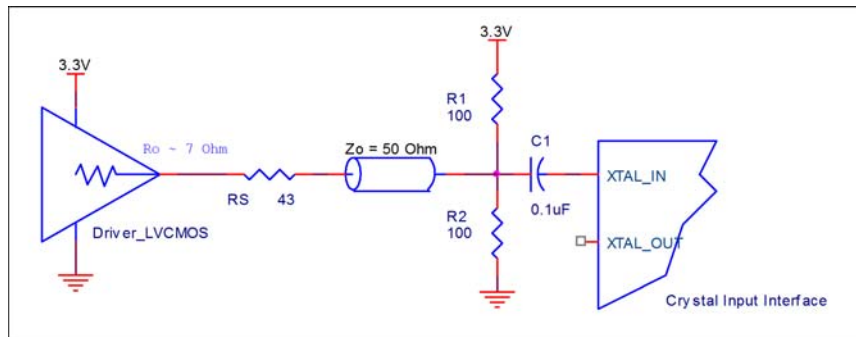 3.3V
3.3V
R1
100
Ro ~ 7 Ohm
Zo = 50 Ohm
C1
XTAL_IN
RS 43
0.1uF
R2
100
XTAL_OUT
Driver_LVCMOS
Crystal Input Interface